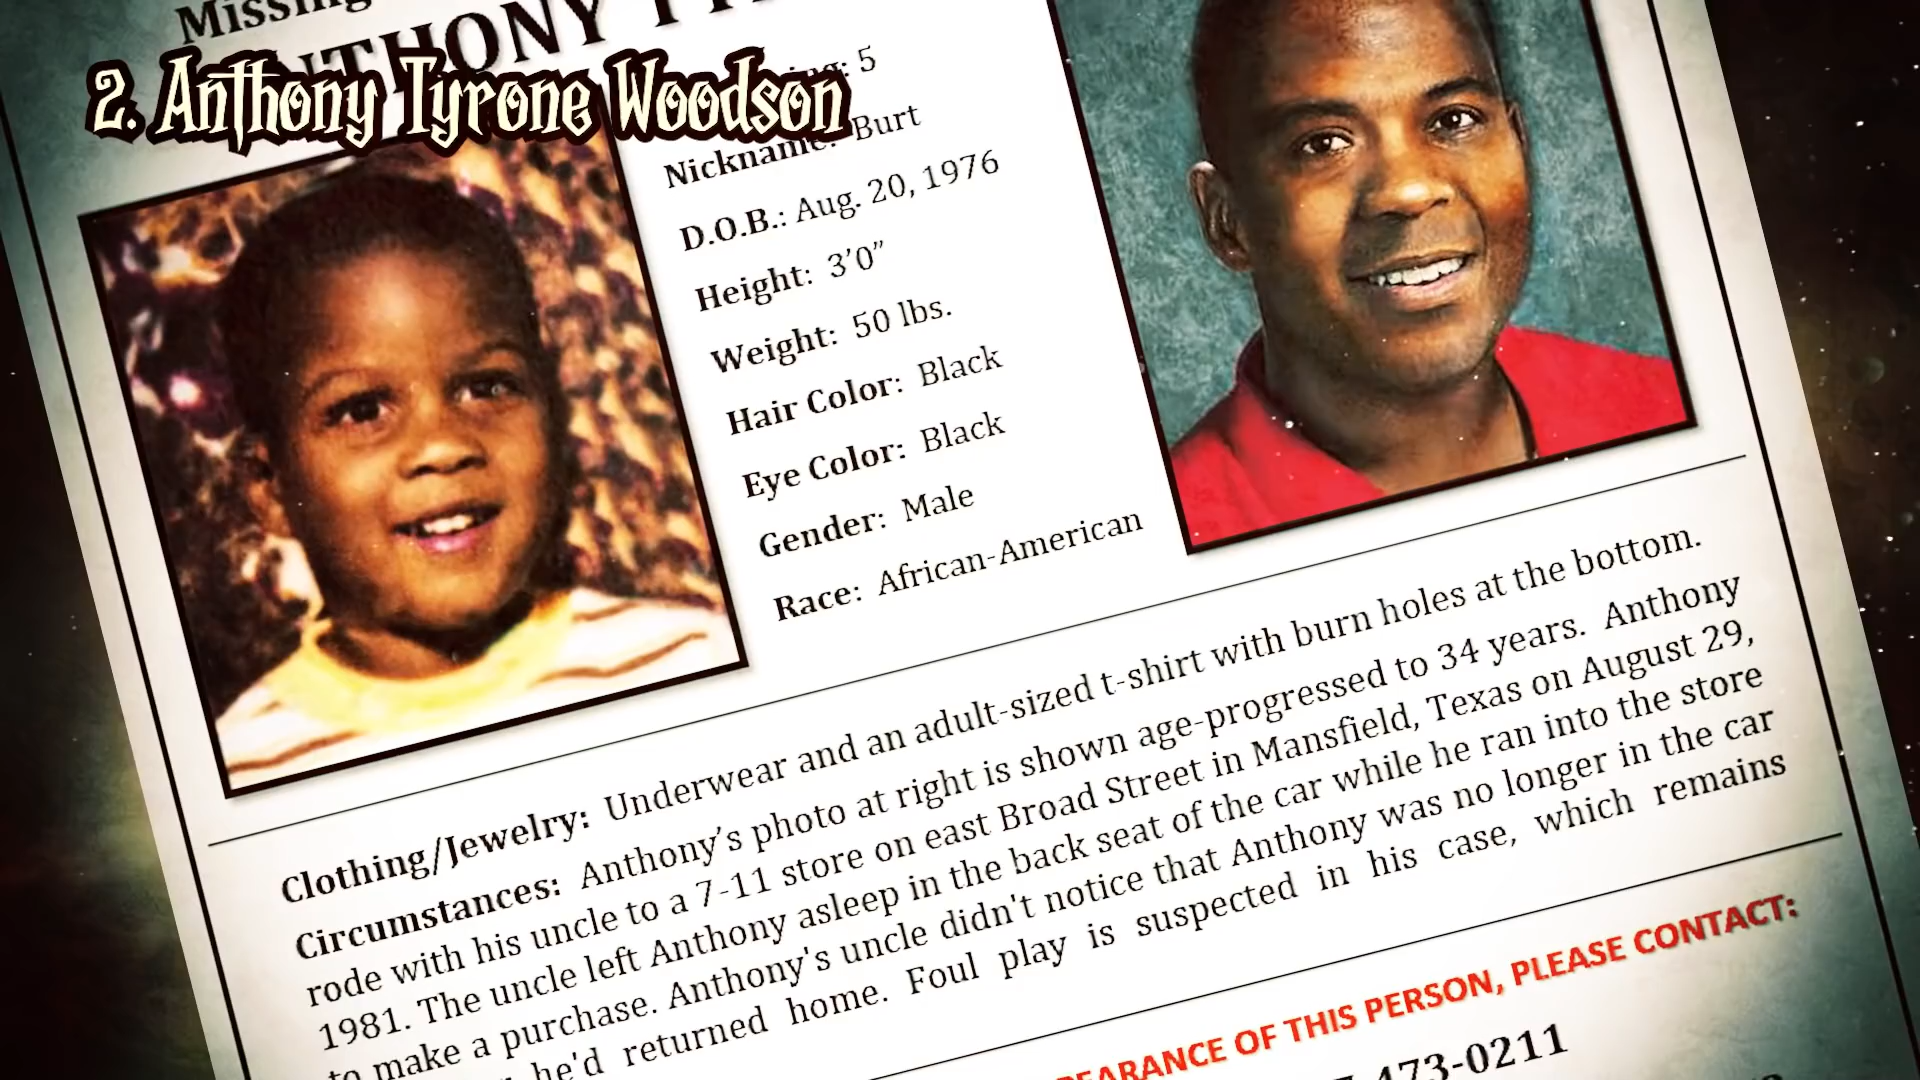 Missing
ANTHONY
2. Anthony Tyrone Woodson
5
Nickname: Burt
D.O.B.: Aug. 20, 1976
Height: 3’0”
Weight: 50 lbs.
Hair Color: Black
Eye Color: Black
Gender: Male
Race: African-American
Clothing/Jewelry: Underwear and an adult-sized t-shirt with burn holes at the bottom.
Circumstances: Anthony's photo at right is shown age-progressed to 34 years. Anthony
rode with his uncle to a 7-11 store on east Broad Street in Mansfield, Texas on August 29,
1981. The uncle left Anthony asleep in the back seat of the car while he ran into the store
to make a purchase. Anthony's uncle didn't notice that Anthony was no longer in the car
he'd returned home. Foul play is suspected in his case, which remains
OF THIS PERSON, PLEASE CONTACT:
473-0211